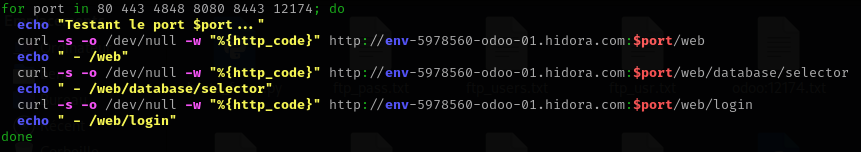 for port in 80 443 4848 8080 8443 12174; do
  echo "Testant le port $port..."
  curl -s -o /dev/null -w "%{http_code}" http://env-5978560-odoo-01.hidora.com:$port/web
  echo " - /web"
  curl -s -o /dev/null -w "%{http_code}" http://env-5978560-odoo-01.hidora.com:$port/web/database/selector
  echo " - /web/database/selector"
  curl -s -o /dev/null -w "%{http_code}" http://env-5978560-odoo-01.hidora.com:$port/web/login
  echo " - /web/login"
done